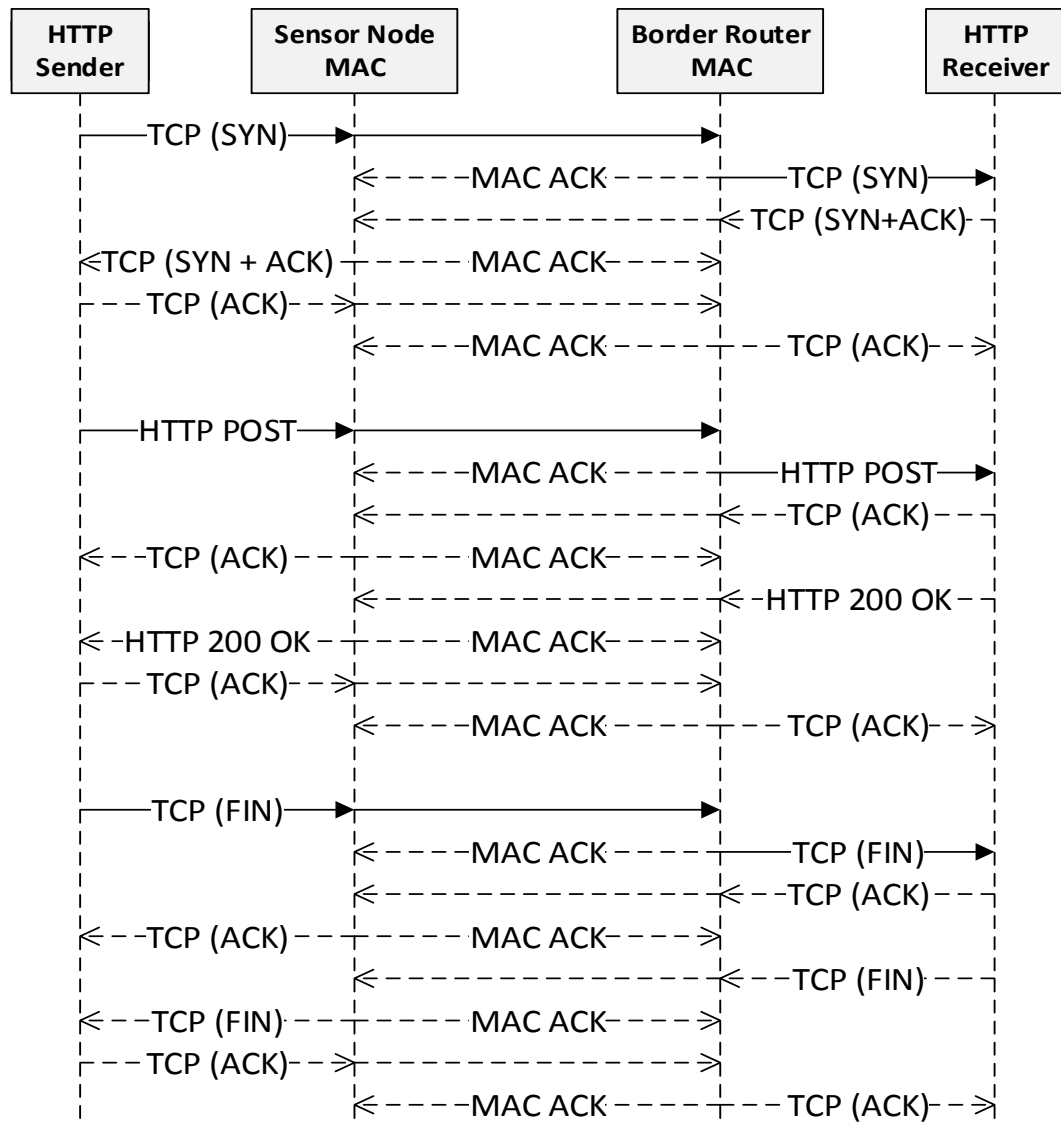 HTTP
Sender
Sensor Node
MAC
Border Router
MAC
HTTP
Receiver
TCP (SYN)
MAC ACK TCP (SYN)
TCP (SYN+ACK)
TCP (SYN + ACK) MAC ACK
TCP (ACK)
MAC ACK TCP (ACK)
HTTP POST
MAC ACK HTTP POST
TCP (ACK)
TCP (ACK) MAC ACK
HTTP 200 OK
HTTP 200 OK MAC ACK
TCP (ACK)
MAC ACK TCP (ACK)
TCP (FIN)
MAC ACK TCP (FIN)
TCP (ACK)
TCP (ACK) MAC ACK
TCP (FIN)
TCP (FIN) MAC ACK
TCP (ACK)
MAC ACK TCP (ACK)